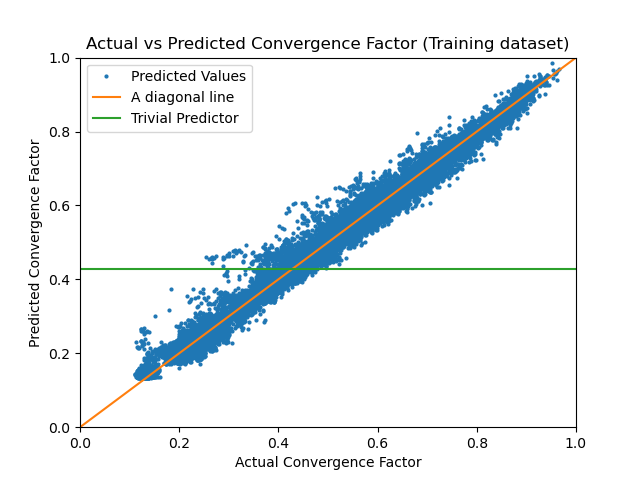 Actual vs Predicted Convergence Factor (Training dataset)
Predicted Values
A diagonal line
Trivial Predictor
1.0
0.8
0.6
0.4
0.2
0.0
Predicted Convergence Factor
0.0 0.2 0.4 0.6 0.8 1.0
Actual Convergence Factor